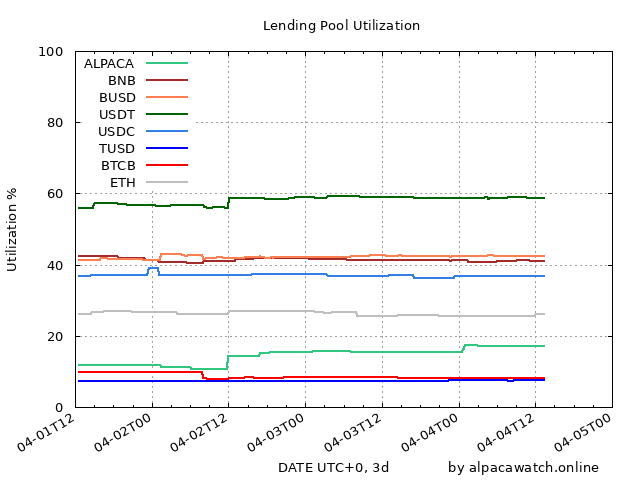 Lending Pool Utilization
Utilization %
100
80
60
40
20
0
ALPACA
BNB
BUSD
USDT
USDC
TUSD
BTCB
ETH
04-01T12
04-02T00
04-02T12
04-03T00
04-03T12
04-04T00
04-04T12
04-05T00
DATE UTC+0, 3d
by alpacawatch.online